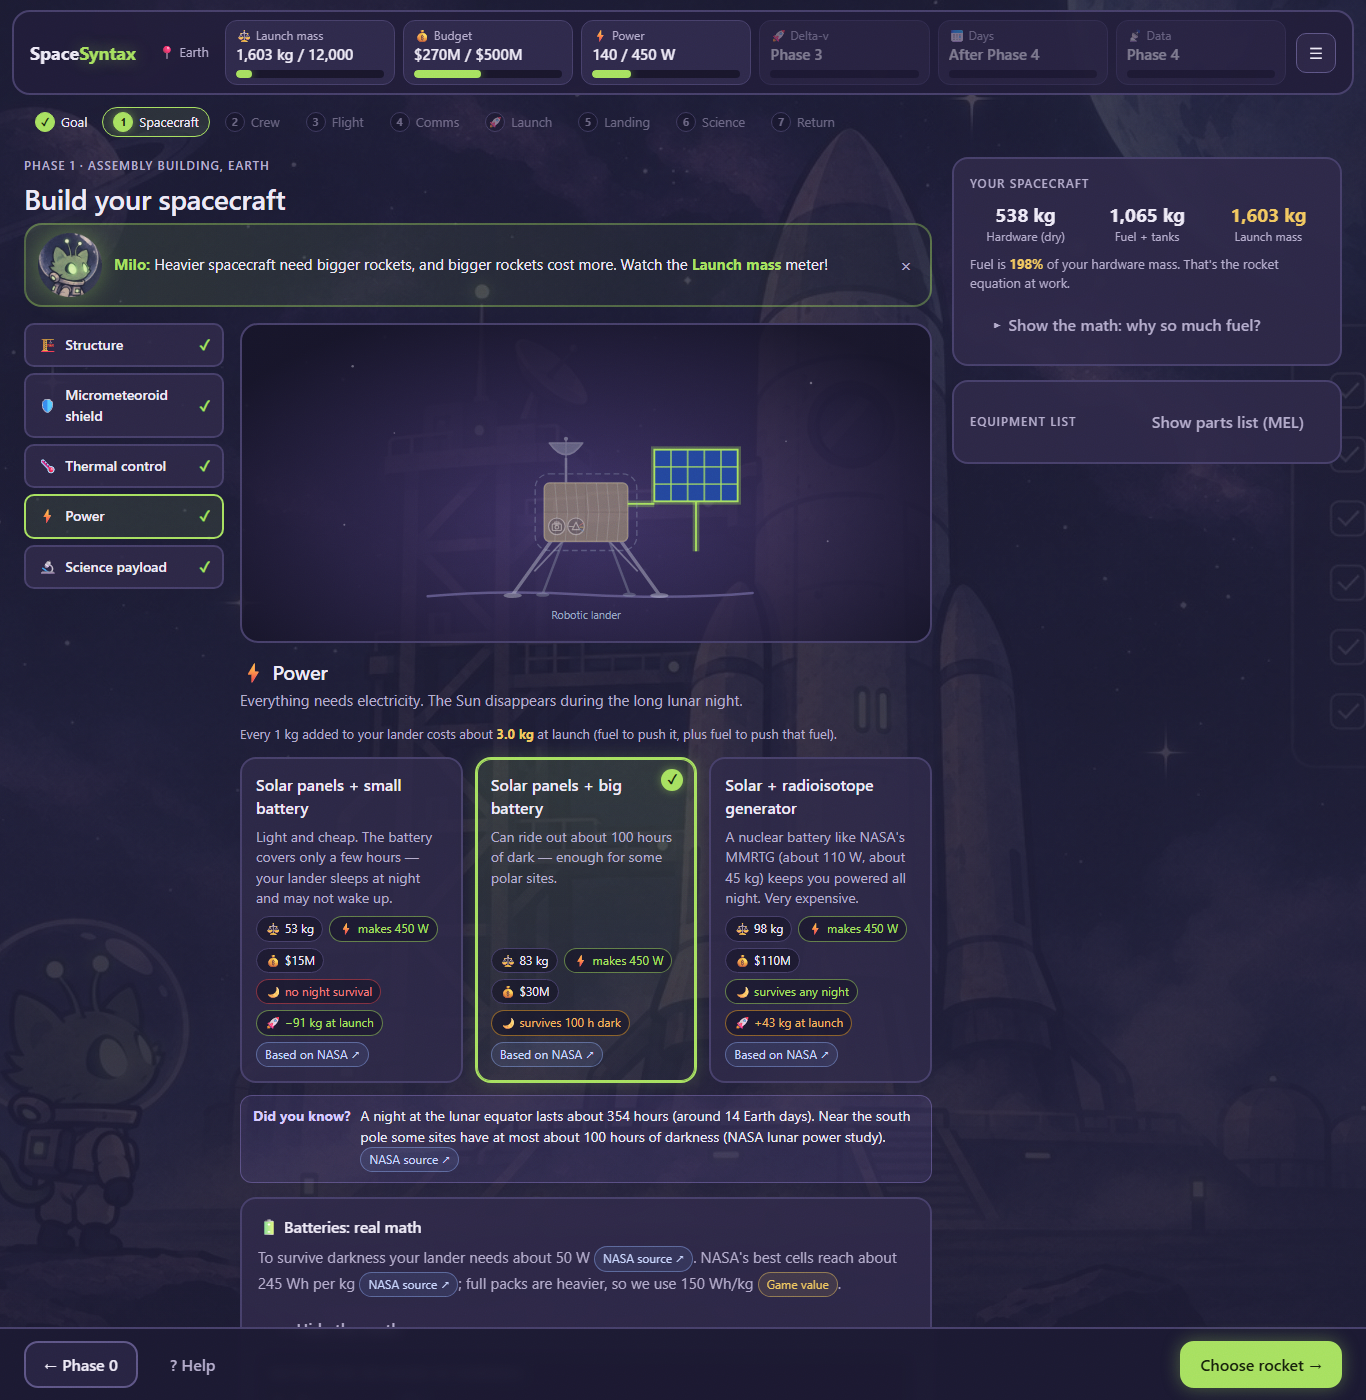 SpaceSyntax
Earth
Launch mass
1,603 kg / 12,000
Budget
$270M / $500M
Power
140 / 450 W
Delta-v
Phase 3
Days
After Phase 4
Data
Phase 4
Goal
1 Spacecraft
2 Crew
3 Flight
4 Comms
Launch
5 Landing
6 Science
7 Return
PHASE 1 · ASSEMBLY BUILDING, EARTH
Build your spacecraft
Milo: Heavier spacecraft need bigger rockets, and bigger rockets cost more. Watch the Launch mass meter!
×
Structure
Micrometeoroid
shield
Thermal control
Power
Science payload
Robotic lander
Power
Everything needs electricity. The Sun disappears during the long lunar night.
Every 1 kg added to your lander costs about 3.0 kg at launch (fuel to push it, plus fuel to push that fuel).
Solar panels + small
battery
Light and cheap. The battery
covers only a few hours —
your lander sleeps at night
and may not wake up.
53 kg
makes 450 W
$15M
no night survival
−91 kg at launch
Based on NASA ↗
Solar panels + big
battery
Can ride out about 100 hours
of dark — enough for some
polar sites.
83 kg
makes 450 W
$30M
survives 100 h dark
Based on NASA ↗
Solar + radioisotope
generator
A nuclear battery like NASA's
MMRTG (about 110 W, about
45 kg) keeps you powered all
night. Very expensive.
98 kg
makes 450 W
$110M
survives any night
+43 kg at launch
Based on NASA ↗
Did you know? A night at the lunar equator lasts about 354 hours (around 14 Earth days). Near the south
pole some sites have at most about 100 hours of darkness (NASA lunar power study).
NASA source ↗
Batteries: real math
To survive darkness your lander needs about 50 W NASA source ↗. NASA's best cells reach about
245 Wh per kg NASA source ↗; full packs are heavier, so we use 150 Wh/kg Game value.
YOUR SPACECRAFT
538 kg
Hardware (dry)
1,065 kg
Fuel + tanks
1,603 kg
Launch mass
Fuel is 198% of your hardware mass. That's the rocket
equation at work.
▸ Show the math: why so much fuel?
EQUIPMENT LIST
Show parts list (MEL)
← Phase 0
? Help
Choose rocket →